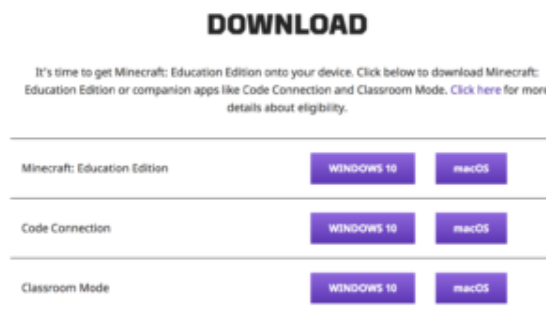 DOWNLOAD
It's time to get Minecraft: Education Edition onto your device. Click below to download Minecraft:
Education Edition or companion apps like Code Connection and Classroom Mode. Click here for more
details about eligibility.
Minecraft: Education Edition WINDOWS 10 macOS
Code Connection WINDOWS 10 macOS
Classroom Mode WINDOWS 10 macOS